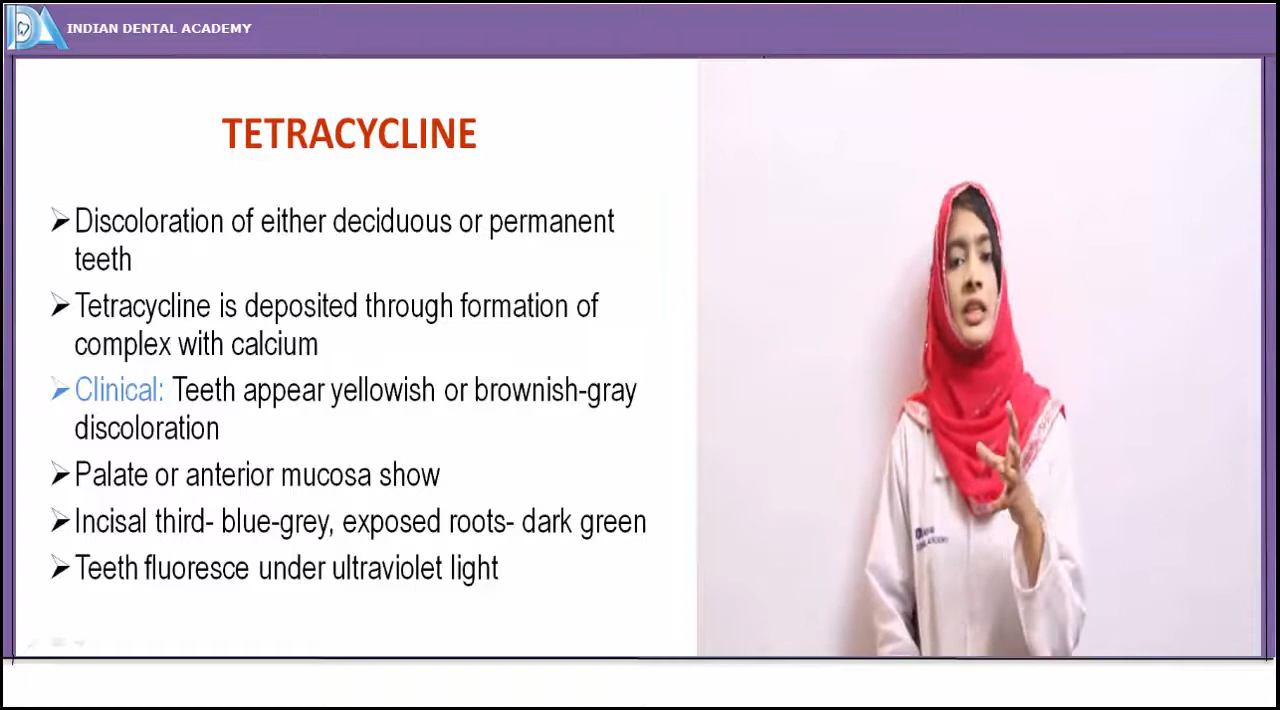 INDIAN DENTAL ACADEMY
TETRACYCLINE
➢Discoloration of either deciduous or permanent
teeth
➢Tetracycline is deposited through formation of
complex with calcium
➢Clinical: Teeth appear yellowish or brownish-gray
discoloration
➢Palate or anterior mucosa show
➢Incisal third- blue-grey, exposed roots- dark green
➢Teeth fluoresce under ultraviolet light